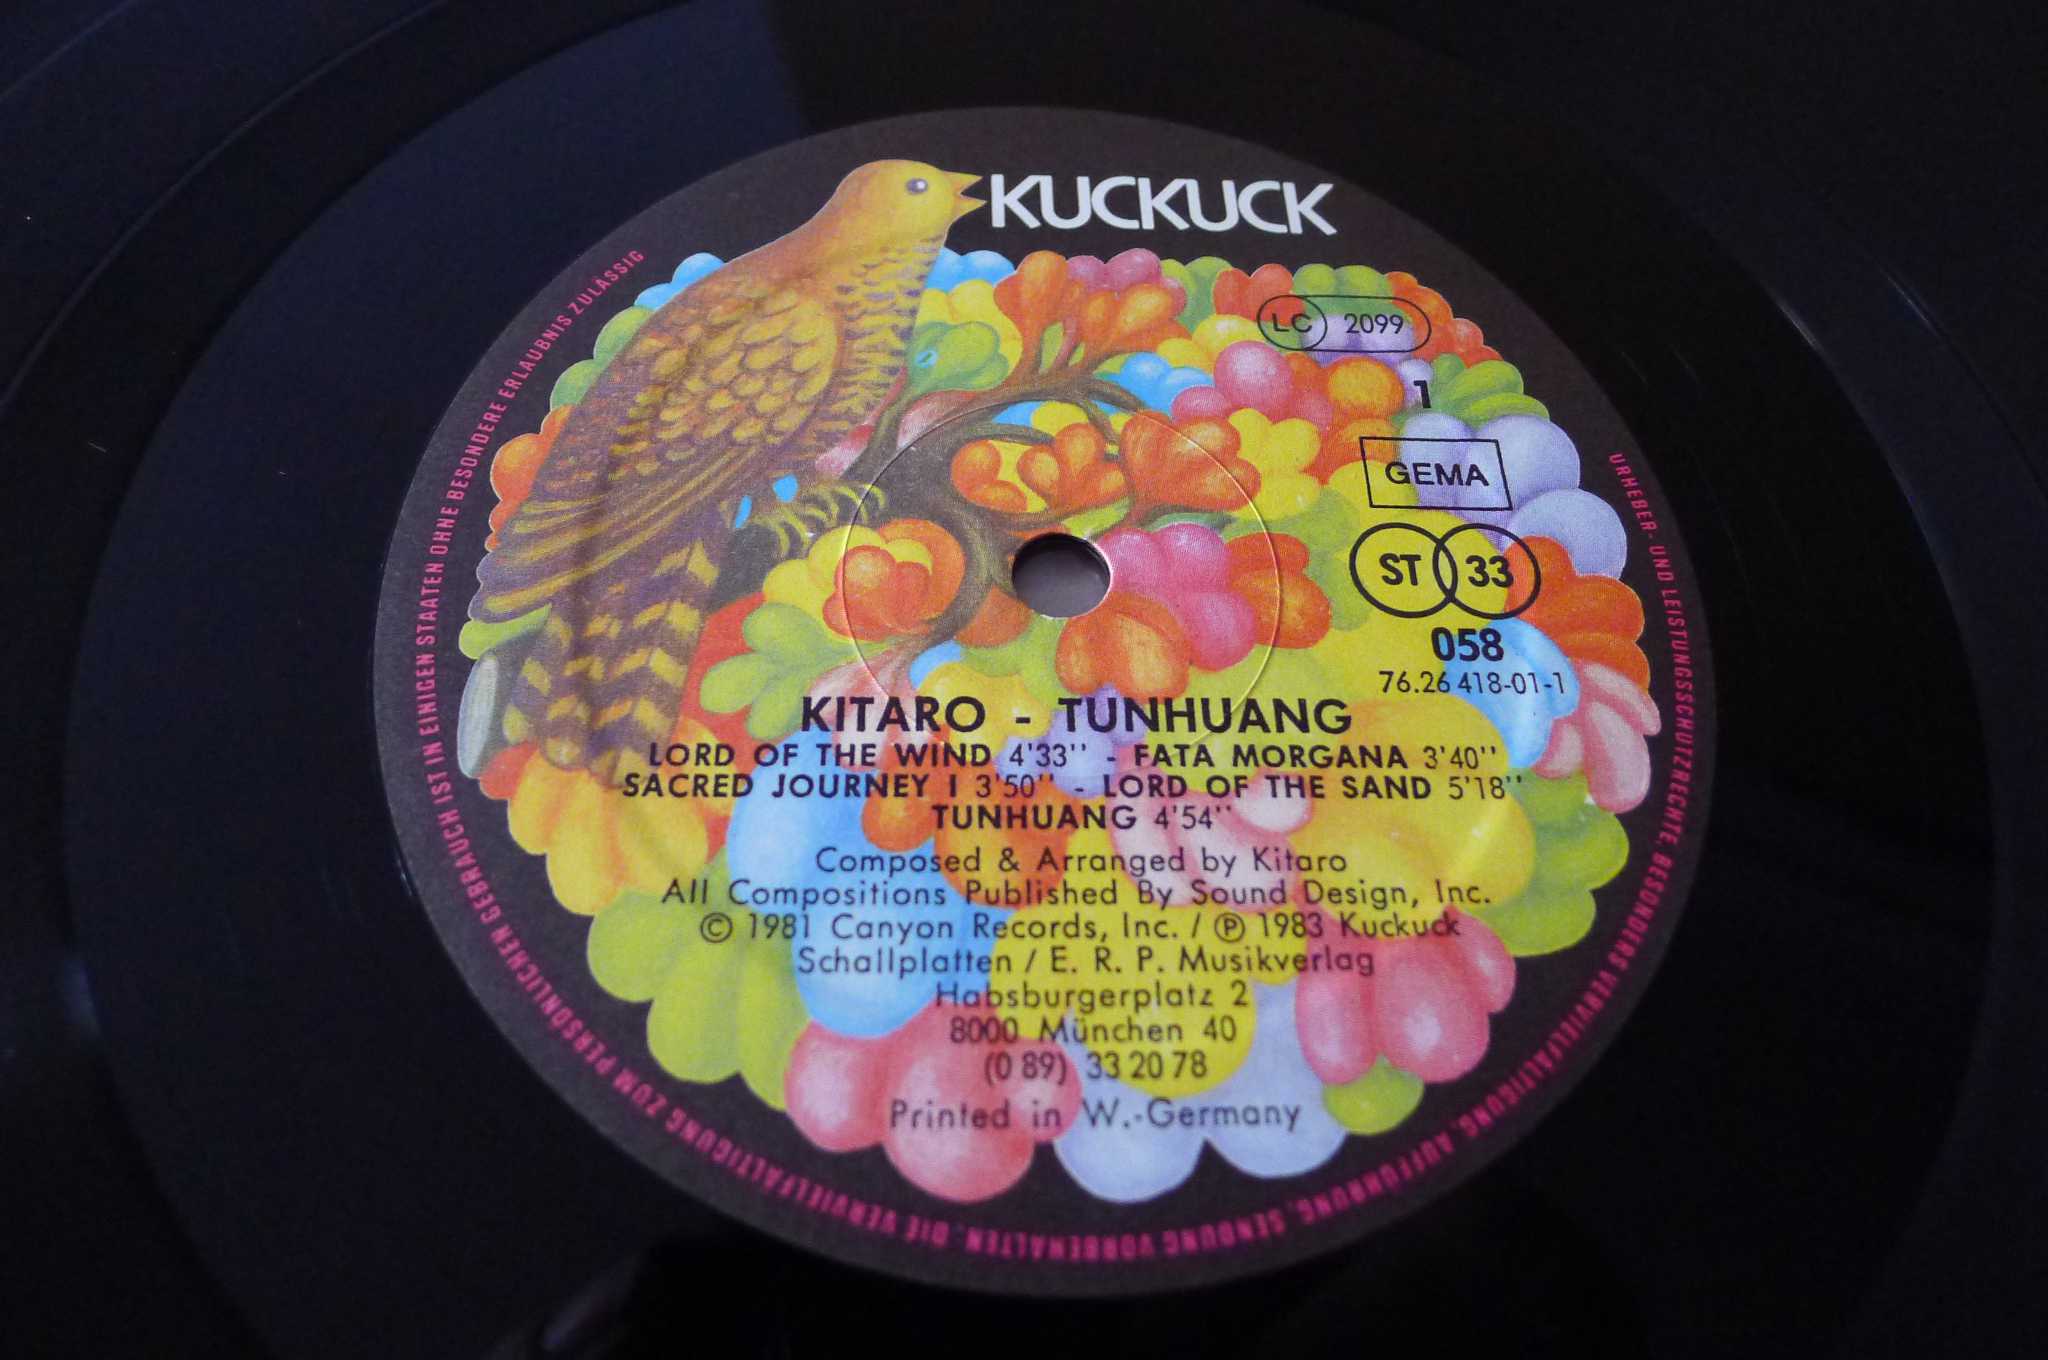 KUCKUCK
LC 2099
1
GEMA
ST 33
058
76.26 418-01-1
KITARO - TUNHUANG
LORD OF THE WIND 4'33'' - FATA MORGANA 3'40''
SACRED JOURNEY I 3'50'' - LORD OF THE SAND 5'18''
TUNHUANG 4'54''
Composed & Arranged by Kitaro
All Compositions Published By Sound Design, Inc.
© 1981 Canyon Records, Inc. / ℗ 1983 Kuckuck
Schallplatten / E. R. P. Musikverlag
Habsburgerplatz 2
8000 München 40
(0 89) 33 20 78
Printed in W.-Germany
URHEBER- UND LEISTUNGSSCHUTZRECHTE, BESONDERS VERVIELFÄLTIGUNG, AUFFÜHRUNG, SENDUNG VORBEHALTEN. DIE VERVIELFÄLTIGUNG ZUM PERSÖNLICHEN GEBRAUCH IST IN EINIGEN STAATEN OHNE BESONDERE ERLAUBNIS ZULÄSSIG